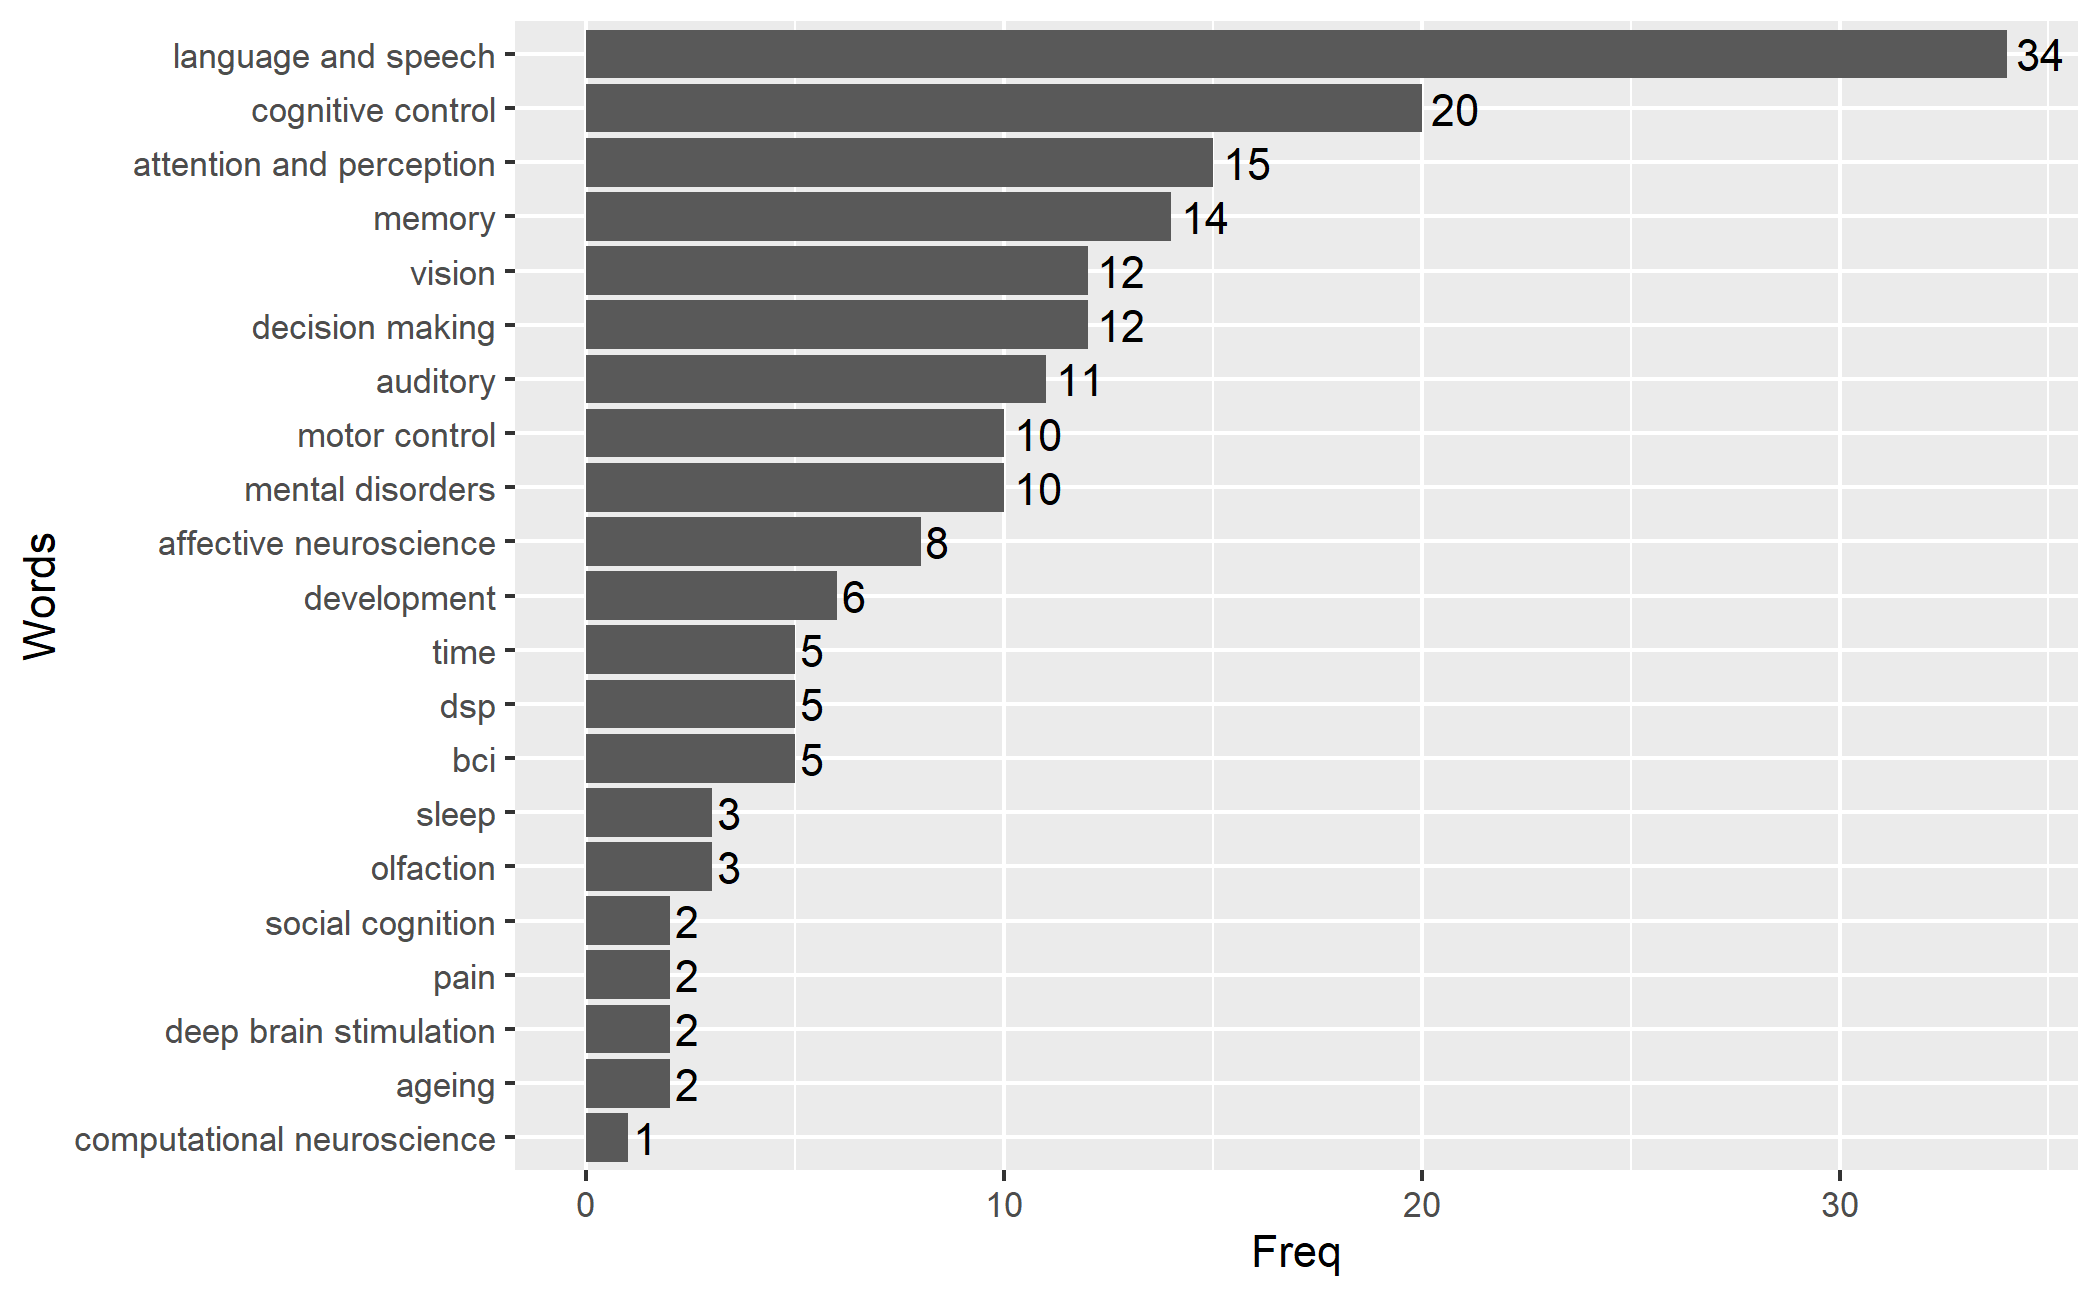 language and speech 34
cognitive control 20
attention and perception 15
memory 14
vision 12
decision making 12
auditory 11
motor control 10
mental disorders 10
affective neuroscience 8
development 6
time 5
dsp 5
bci 5
sleep 3
olfaction 3
social cognition 2
pain 2
deep brain stimulation 2
ageing 2
computational neuroscience 1
Words
0 10 20 30
Freq